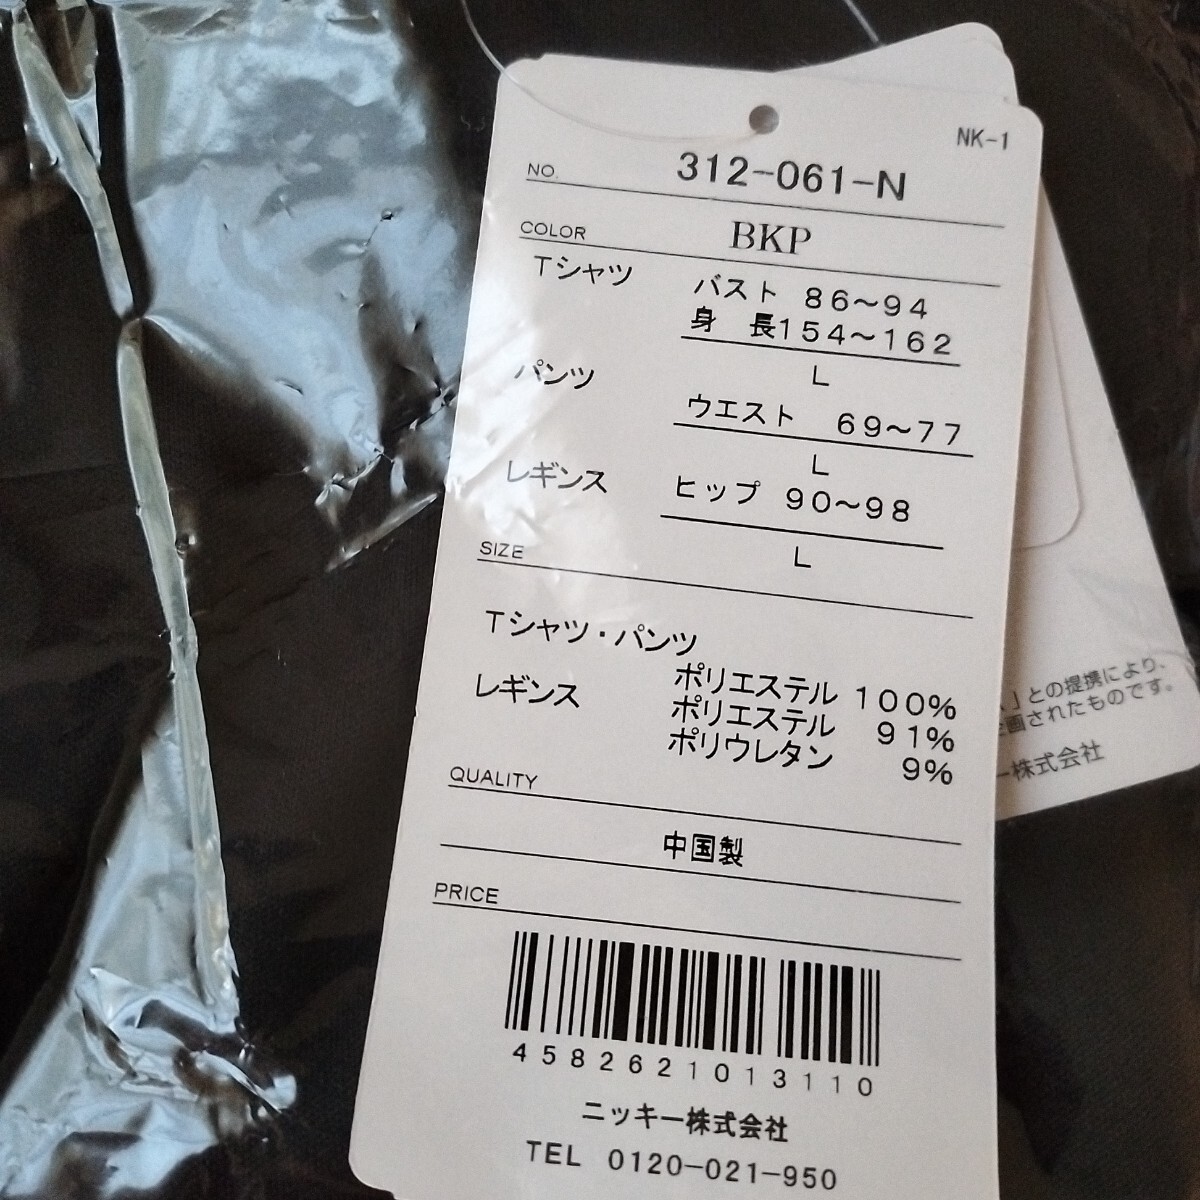 NK-1
NO. 312-061-N
COLOR BKP
Tシャツ バスト 86～94
身 長154～162
L
パンツ
ウエスト 69～77
L
レギンス
ヒップ 90～98
L
SIZE
Tシャツ・パンツ
ポリエステル 100%
レギンス
ポリエステル 91%
ポリウレタン 9%
QUALITY
中国製
PRICE
4582621013110
ニッキー株式会社
TEL 0120-021-950
」との提携により、
画されたものです。
ー株式会社